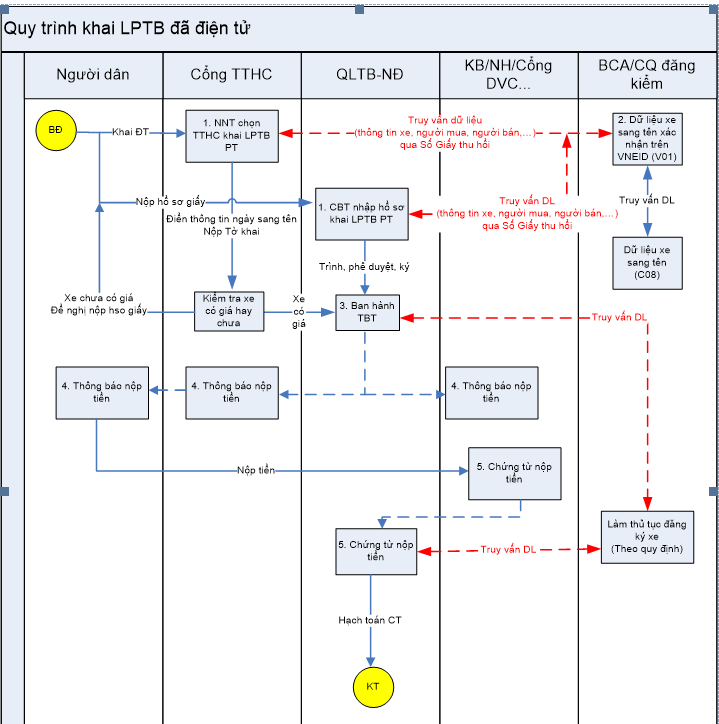 Quy trình khai LPTB đã điện tử
Người dân
Cổng TTHC
QLTB-NĐ
KB/NH/Cổng
DVC...
BCA/CQ đăng
kiểm
BĐ
Khai ĐT
1. NNT chọn
TTHC khai LPTB
PT
Truy vấn dữ liệu
(thông tin xe, người mua, người bán,...)
qua Số Giấy thu hồi
2. Dữ liệu xe
sang tên xác
nhận trên
VNEID (V01)
Nộp hồ sơ giấy
Điền thông tin ngày sang tên
Nộp Tờ khai
1. CBT nhập hồ sơ
khai LPTB PT
Truy vấn DL
(thông tin xe, người mua, người bán,...)
qua Số Giấy thu hồi
Truy vấn DL
Dữ liệu xe
sang tên
(C08)
Trình, phê duyệt, ký
Xe chưa có giá
Đề nghị nộp hso giấy
Kiểm tra xe
có giá hay
chưa
Xe
có
giá
3. Ban hành
TBT
Truy vấn DL
4. Thông báo nộp
tiền
4. Thông báo nộp
tiền
4. Thông báo nộp
tiền
Nộp tiền
5. Chứng từ nộp
tiền
5. Chứng từ nộp
tiền
Truy vấn DL
Làm thủ tục đăng
ký xe
(Theo quy định)
Hạch toán CT
KT